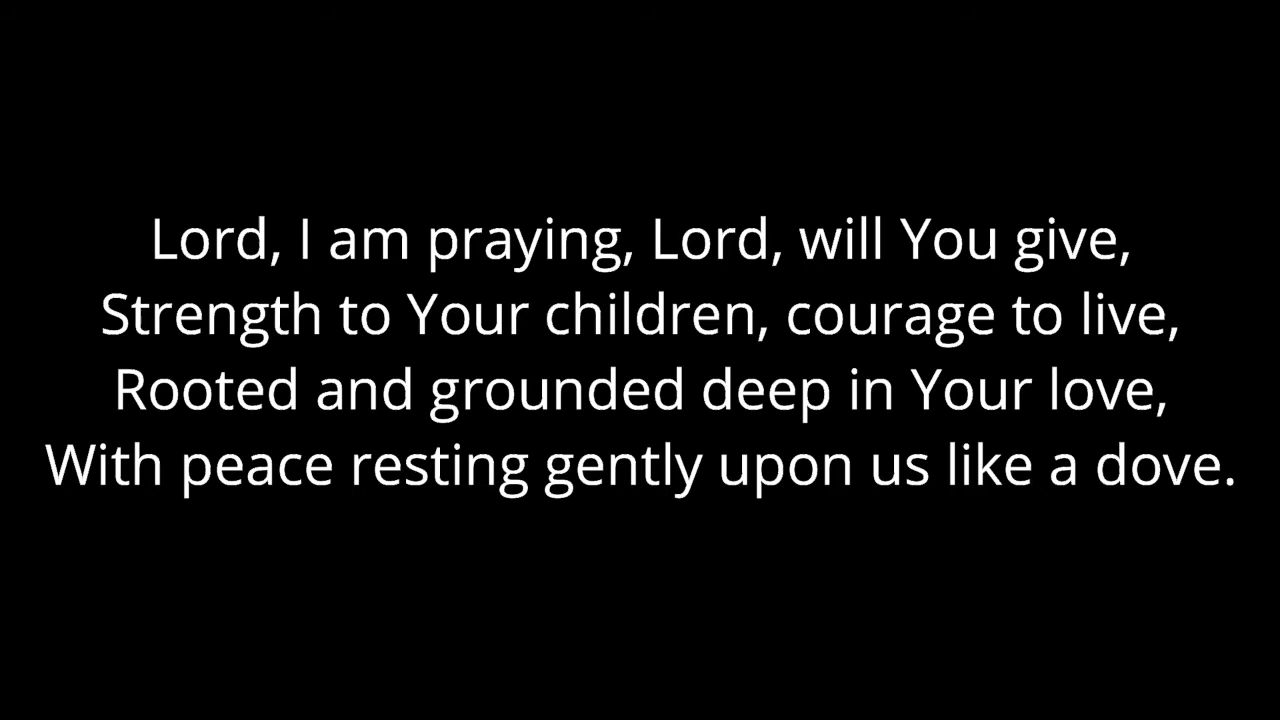 Lord, I am praying, Lord, will You give,
Strength to Your children, courage to live,
Rooted and grounded deep in Your love,
With peace resting gently upon us like a dove.